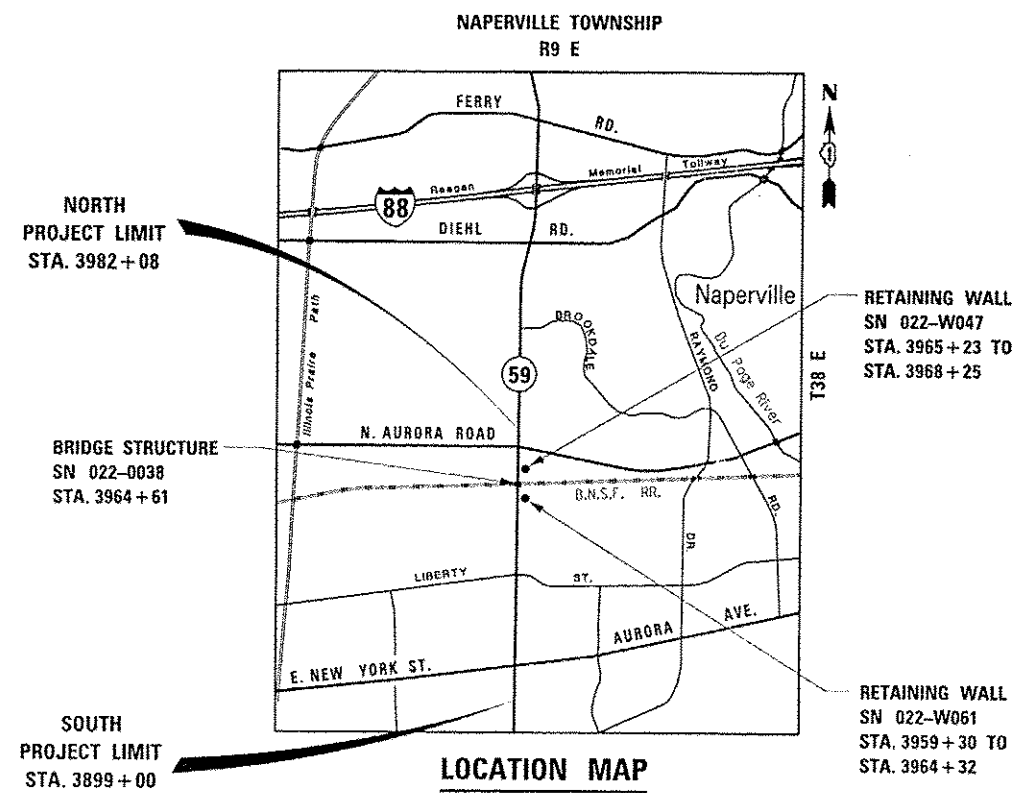 NAPERVILLE TOWNSHIP
R9 E
N
FERRY
RD.
Reagan
Memorial
Tollway
88
DIEHL
RD.
NORTH
PROJECT LIMIT
STA. 3982+08
Naperville
RETAINING WALL
SN 022-W047
STA. 3965+23 TO
STA. 3968+25
BROOKDALE
RAYMOND
Du Page River
T38 E
Illinois Prairie Path
59
N. AURORA ROAD
BRIDGE STRUCTURE
SN 022-0038
STA. 3964+61
B.N.S.F. RR.
RD.
DR.
LIBERTY
ST.
AURORA
AVE.
E. NEW YORK ST.
RETAINING WALL
SN 022-W061
STA. 3959+30 TO
STA. 3964+32
SOUTH
PROJECT LIMIT
STA. 3899+00
LOCATION MAP